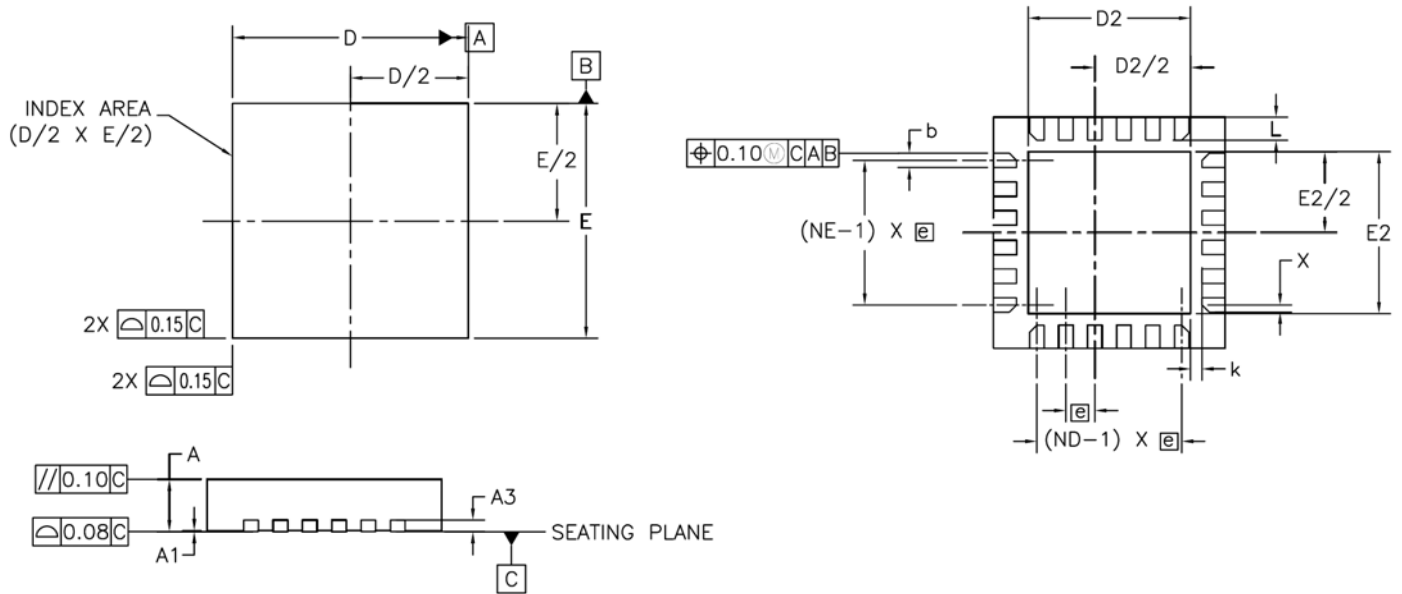 D
A
D/2
B
INDEX AREA
(D/2 X E/2)
E/2
E
2X ⌓ 0.15 C
2X ⌓ 0.15 C
D2
D2/2
b
L
⌖ 0.10 Ⓜ C A B
E2/2
(NE-1) X e
E2
X
k
e
(ND-1) X e
A
// 0.10 C
A3
⌓ 0.08 C
SEATING PLANE
A1
C